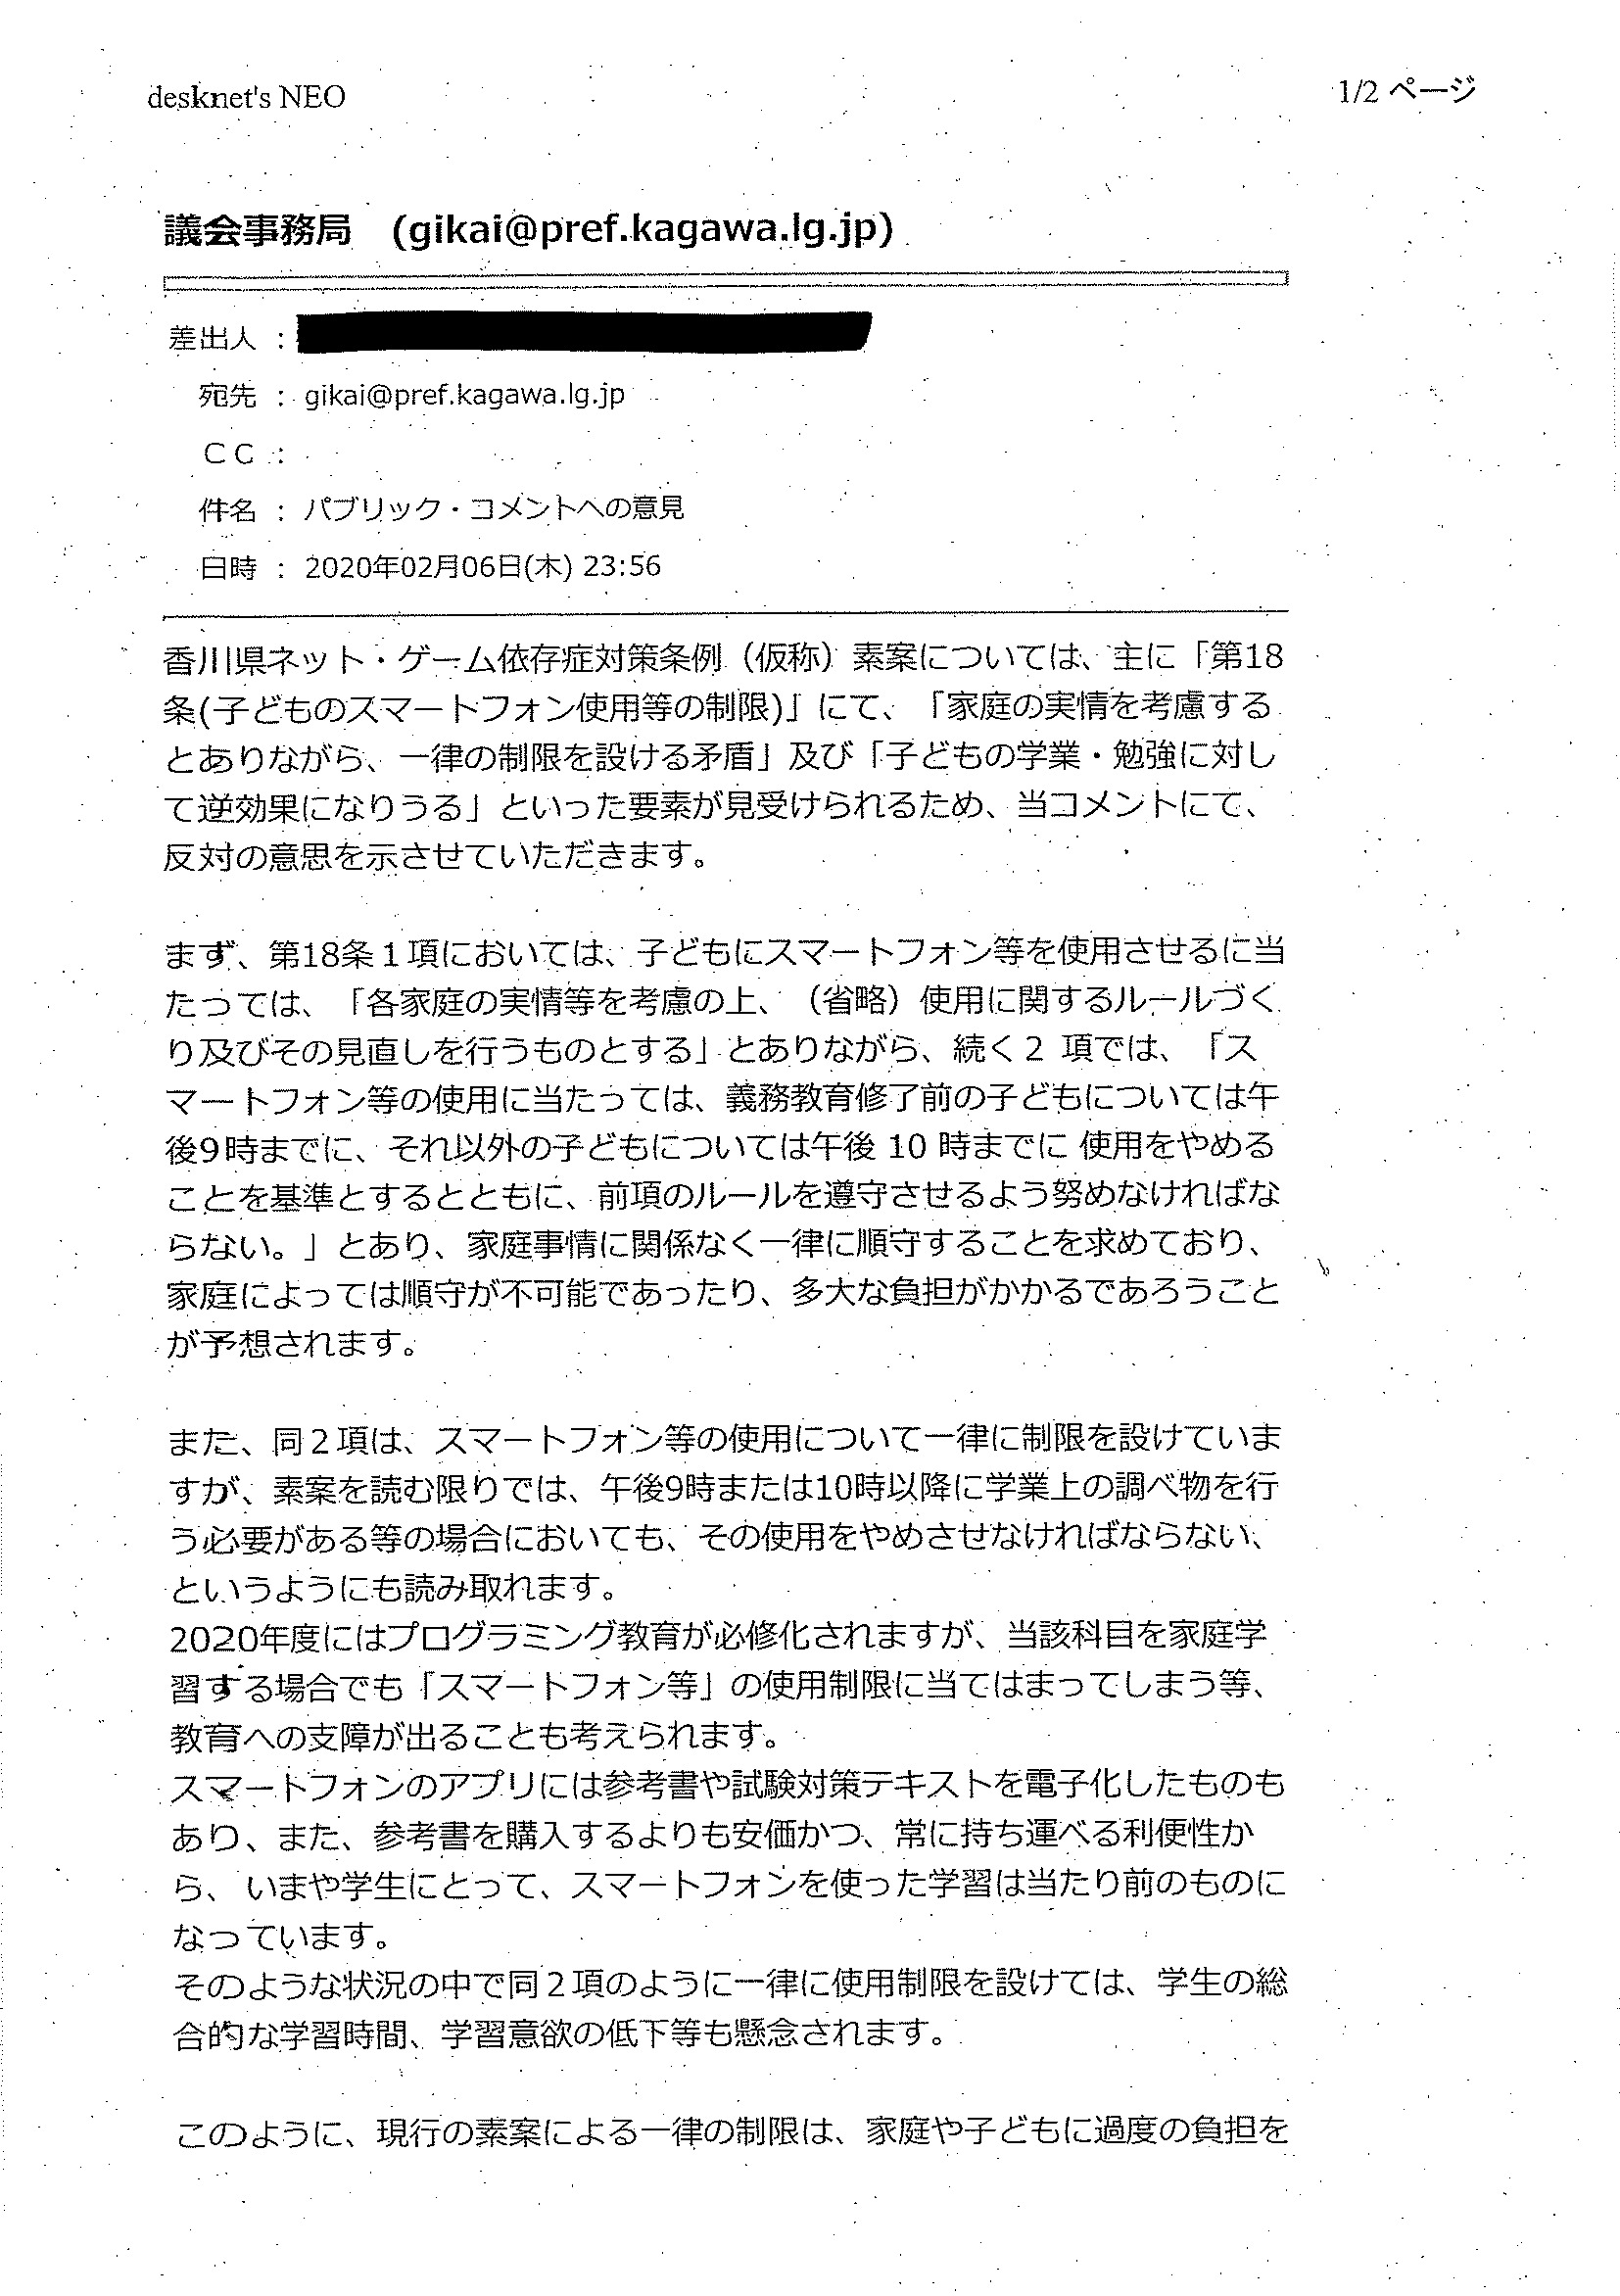 desknet's NEO
1/2 ページ
議会事務局　(gikai@pref.kagawa.lg.jp)
差出人 ：
宛先 ： gikai@pref.kagawa.lg.jp
ＣＣ ：
件名 ： パブリック・コメントへの意見
日時 ： 2020年02月06日(木) 23:56
香川県ネット・ゲーム依存症対策条例（仮称）素案については、主に「第18
条(子どものスマートフォン使用等の制限)」にて、「家庭の実情を考慮する
とありながら、一律の制限を設ける矛盾」及び「子どもの学業・勉強に対し
て逆効果になりうる」といった要素が見受けられるため、当コメントにて、
反対の意思を示させていただきます。
まず、第18条１項においては、子どもにスマートフォン等を使用させるに当
たっては、「各家庭の実情等を考慮の上、（省略）使用に関するルールづく
り及びその見直しを行うものとする」とありながら、続く２ 項では、「ス
マートフォン等の使用に当たっては、義務教育修了前の子どもについては午
後9時までに、それ以外の子どもについては午後 10 時までに 使用をやめる
ことを基準とするとともに、前項のルールを遵守させるよう努めなければな
らない。」とあり、家庭事情に関係なく一律に順守することを求めており、
家庭によっては順守が不可能であったり、多大な負担がかかるであろうこと
が予想されます。
また、同２項は、スマートフォン等の使用について一律に制限を設けていま
すが、素案を読む限りでは、午後9時または10時以降に学業上の調べ物を行
う必要がある等の場合においても、その使用をやめさせなければならない、
というようにも読み取れます。
2020年度にはプログラミング教育が必修化されますが、当該科目を家庭学
習する場合でも「スマートフォン等」の使用制限に当てはまってしまう等、
教育への支障が出ることも考えられます。
スマートフォンのアプリには参考書や試験対策テキストを電子化したものも
あり、また、参考書を購入するよりも安価かつ、常に持ち運べる利便性か
ら、いまや学生にとって、スマートフォンを使った学習は当たり前のものに
なっています。
そのような状況の中で同２項のように一律に使用制限を設けては、学生の総
合的な学習時間、学習意欲の低下等も懸念されます。
このように、現行の素案による一律の制限は、家庭や子どもに過度の負担を